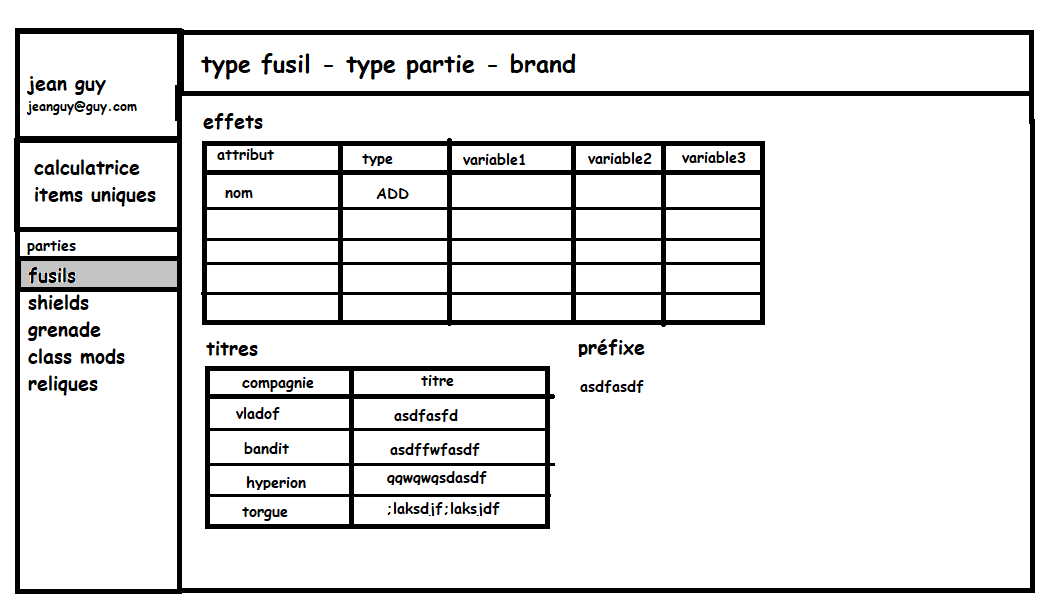 jean guy
jeanguy@guy.com
calculatrice
items uniques
parties
fusils
shields
grenade
class mods
reliques
type fusil - type partie - brand
effets
attribut type variable1 variable2 variable3
nom ADD
titres
compagnie titre
vladof asdfasfd
bandit asdffwfasdf
hyperion qqwqwqsdasdf
torgue ;laksdjf;laksjdf
préfixe
asdfasdf